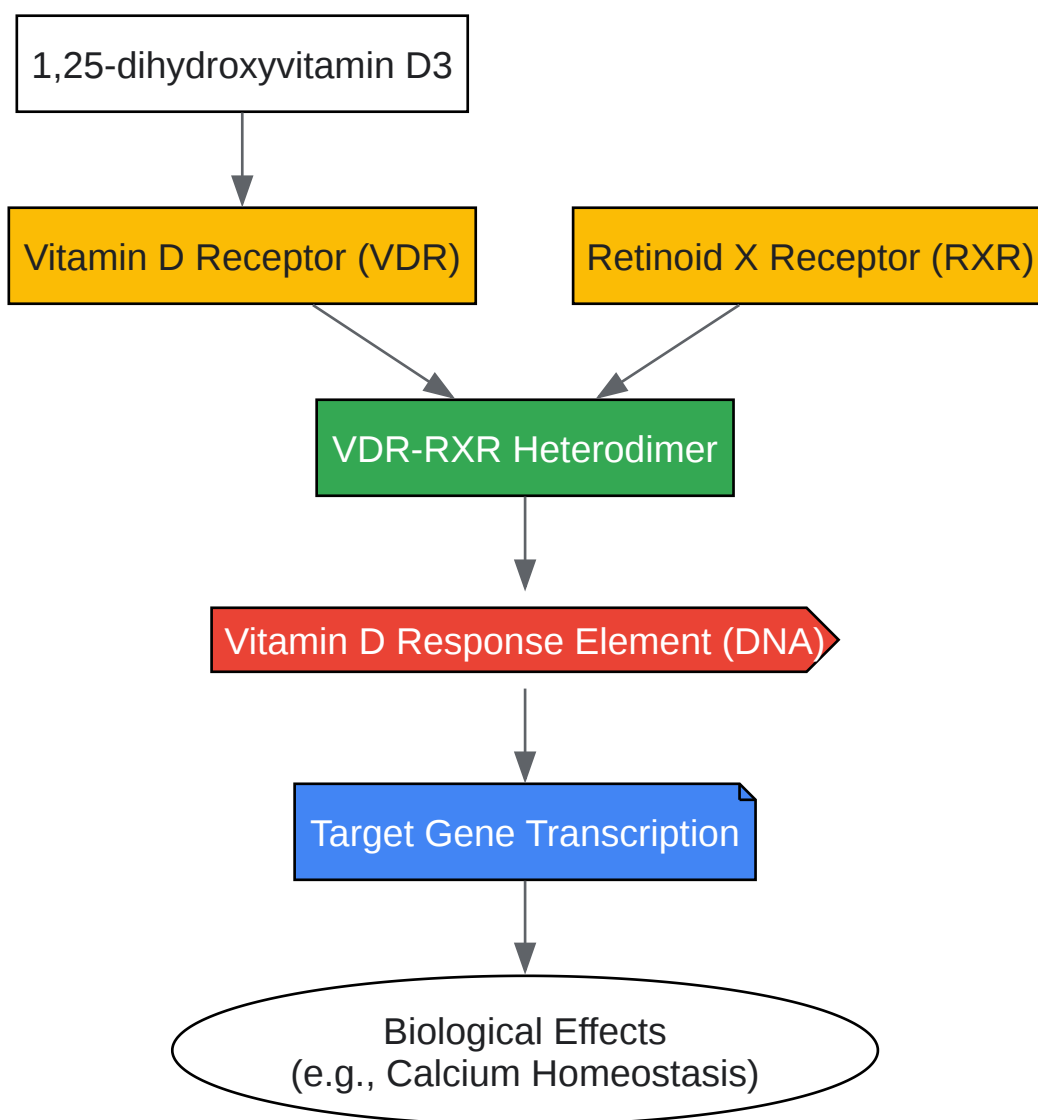 1,25-dihydroxyvitamin D3
Vitamin D Receptor (VDR)
Retinoid X Receptor (RXR)
VDR-RXR Heterodimer
Vitamin D Response Element (DNA)
Target Gene Transcription
Biological Effects
(e.g., Calcium Homeostasis)